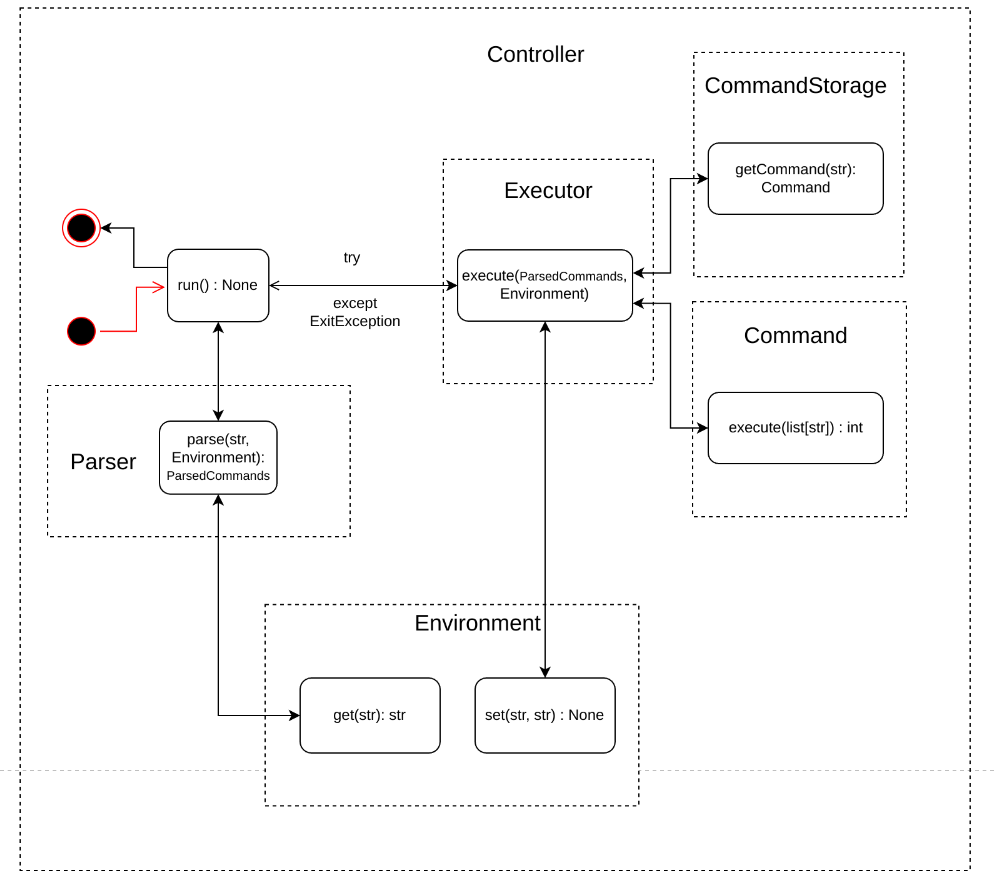 Controller
CommandStorage
getCommand(str):
Command
Executor
execute(ParsedCommands,
Environment)
try
except
ExitException
run() : None
Command
execute(list[str]) : int
Parser
parse(str,
Environment):
ParsedCommands
Environment
get(str): str
set(str, str) : None